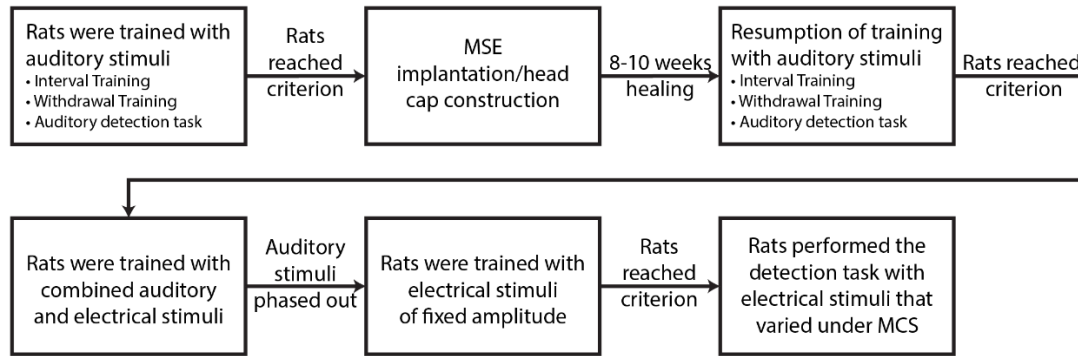 Rats were trained with
auditory stimuli
• Interval Training
• Withdrawal Training
• Auditory detection task
Rats
reached
criterion
MSE
implantation/head
cap construction
8-10 weeks
healing
Resumption of training
with auditory stimuli
• Interval Training
• Withdrawal Training
• Auditory detection task
Rats reached
criterion
Rats were trained with
combined auditory
and electrical stimuli
Auditory
stimuli
phased out
Rats were trained with
electrical stimuli
of fixed amplitude
Rats
reached
criterion
Rats performed the
detection task with
electrical stimuli that
varied under MCS